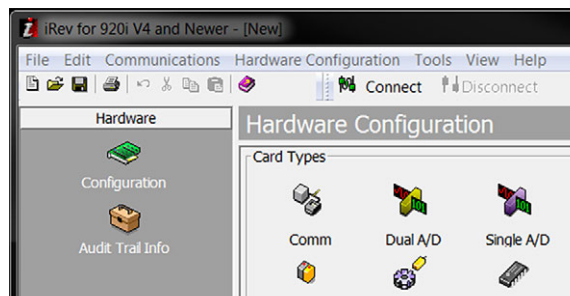 iRev for 920i V4 and Newer - [New]
File Edit Communications Hardware Configuration Tools View Help
Connect Disconnect
Hardware
Hardware Configuration
Configuration
Audit Trail Info
Card Types
Comm Dual A/D Single A/D